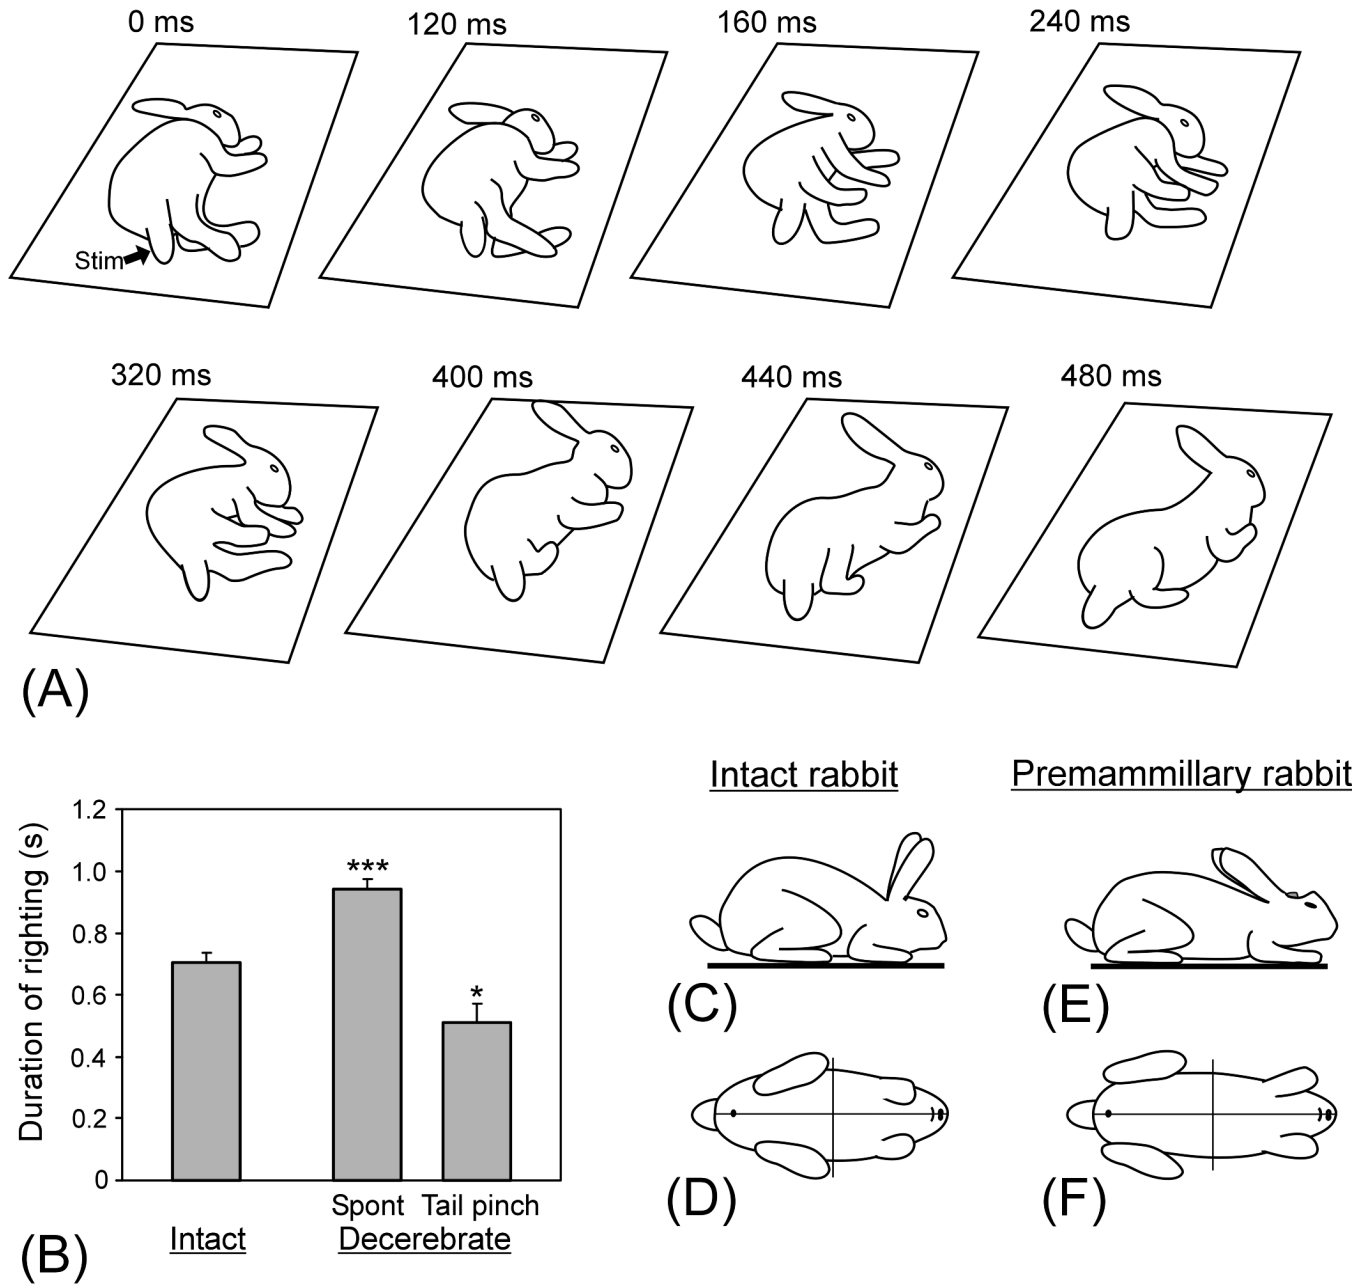 0 ms
120 ms
160 ms
240 ms
Stim
320 ms
400 ms
440 ms
480 ms
(A)
Duration of righting (s)
1.2
1.0
0.8
0.6
0.4
0.2
0
***
*
Spont
Tail pinch
Intact
Decerebrate
(B)
Intact rabbit
Premammillary rabbit
(C)
(E)
(D)
(F)